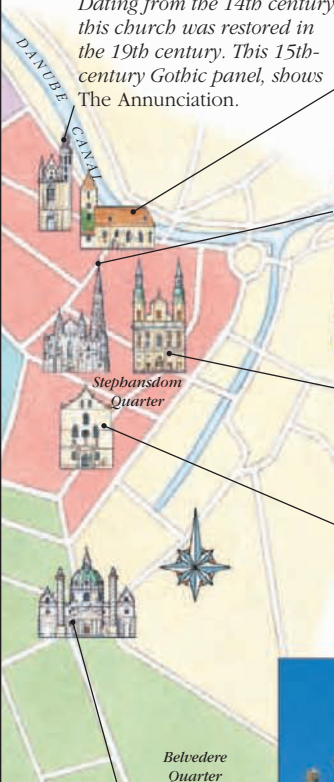 Dating from the 14th century
this church was restored in
the 19th century. This 15th-
century Gothic panel, shows
The Annunciation.
DANUBE CANAL
Stephansdom
Quarter
Belvedere
Quarter